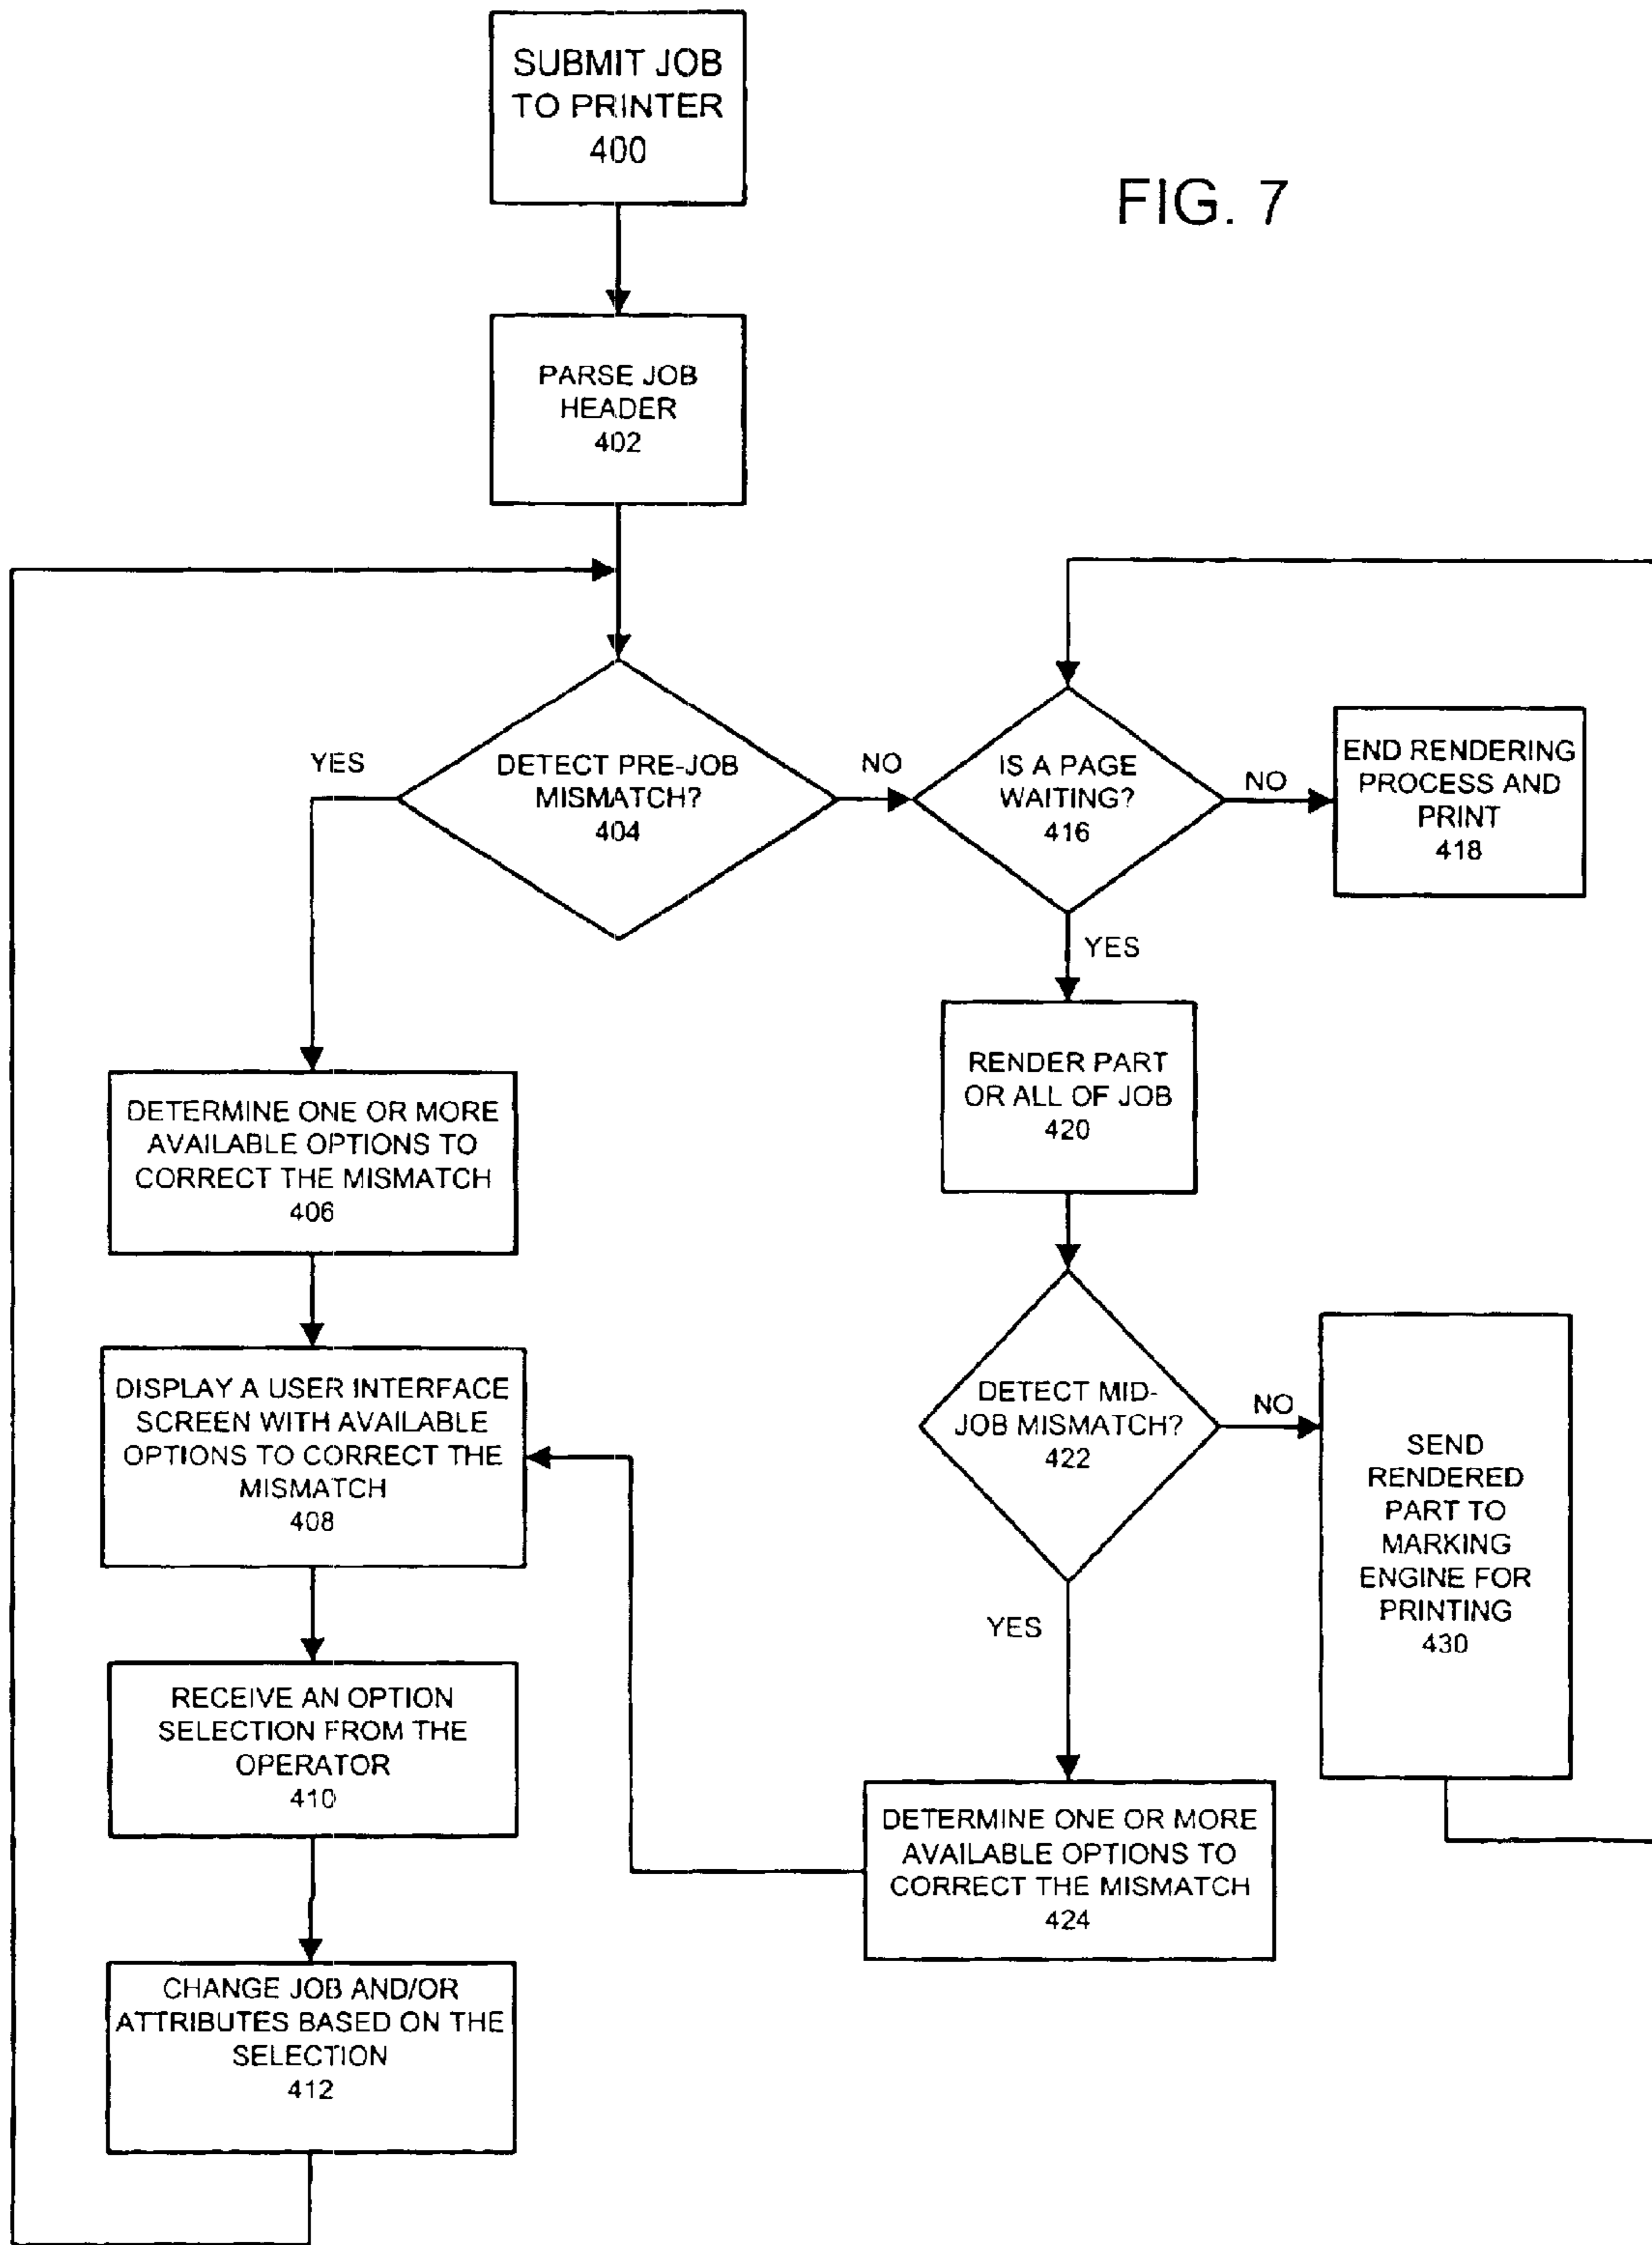 SUBMIT JOB
TO PRINTER
400
FIG. 7
PARSE JOB
HEADER
402
YES
DETECT PRE-JOB
MISMATCH?
404
NO
IS A PAGE
WAITING?
416
NO
END RENDERING
PROCESS AND
PRINT
418
YES
RENDER PART
OR ALL OF JOB
420
DETERMINE ONE OR MORE
AVAILABLE OPTIONS TO
CORRECT THE MISMATCH
406
DISPLAY A USER INTERFACE
SCREEN WITH AVAILABLE
OPTIONS TO CORRECT THE
MISMATCH
408
DETECT MID-
JOB MISMATCH?
422
NO
SEND
RENDERED
PART TO
MARKING
ENGINE FOR
PRINTING
430
YES
RECEIVE AN OPTION
SELECTION FROM THE
OPERATOR
410
DETERMINE ONE OR MORE
AVAILABLE OPTIONS TO
CORRECT THE MISMATCH
424
CHANGE JOB AND/OR
ATTRIBUTES BASED ON THE
SELECTION
412